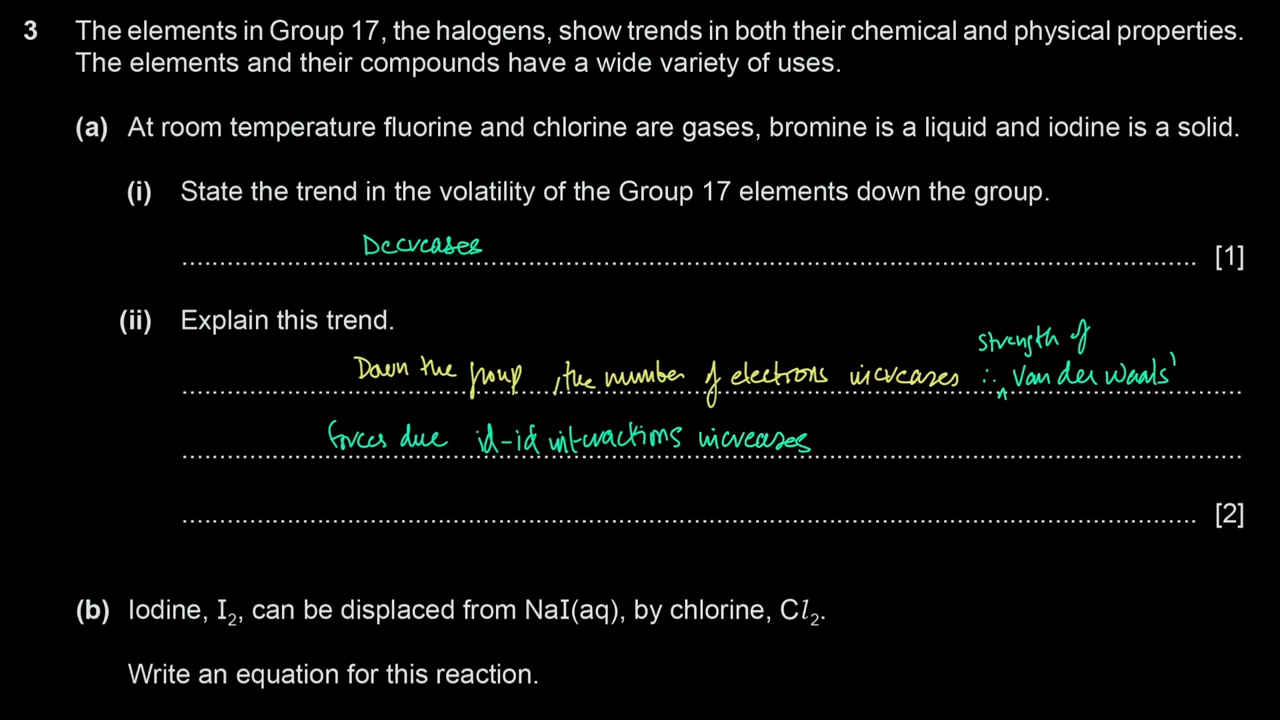 3 The elements in Group 17, the halogens, show trends in both their chemical and physical properties.
The elements and their compounds have a wide variety of uses.
(a) At room temperature fluorine and chlorine are gases, bromine is a liquid and iodine is a solid.
(i) State the trend in the volatility of the Group 17 elements down the group.
Decreases
[1]
(ii) Explain this trend.
strength of
Down the group, the number of electrons increases ∴ Van der Waals'
forces due id-id interactions increases
[2]
(b) Iodine, I₂, can be displaced from NaI(aq), by chlorine, Cl₂.
Write an equation for this reaction.